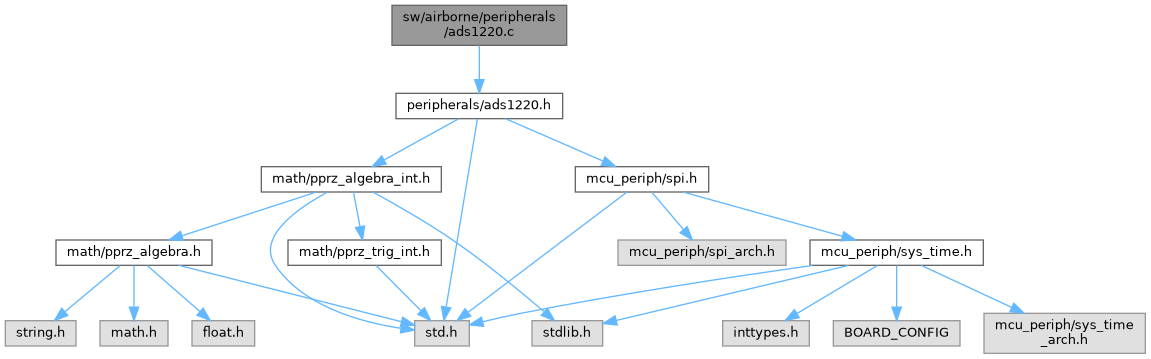 sw/airborne/peripherals
/ads1220.c
peripherals/ads1220.h
math/pprz_algebra_int.h
mcu_periph/spi.h
math/pprz_algebra.h
math/pprz_trig_int.h
mcu_periph/spi_arch.h
mcu_periph/sys_time.h
string.h
math.h
float.h
std.h
stdlib.h
inttypes.h
BOARD_CONFIG
mcu_periph/sys_time
_arch.h